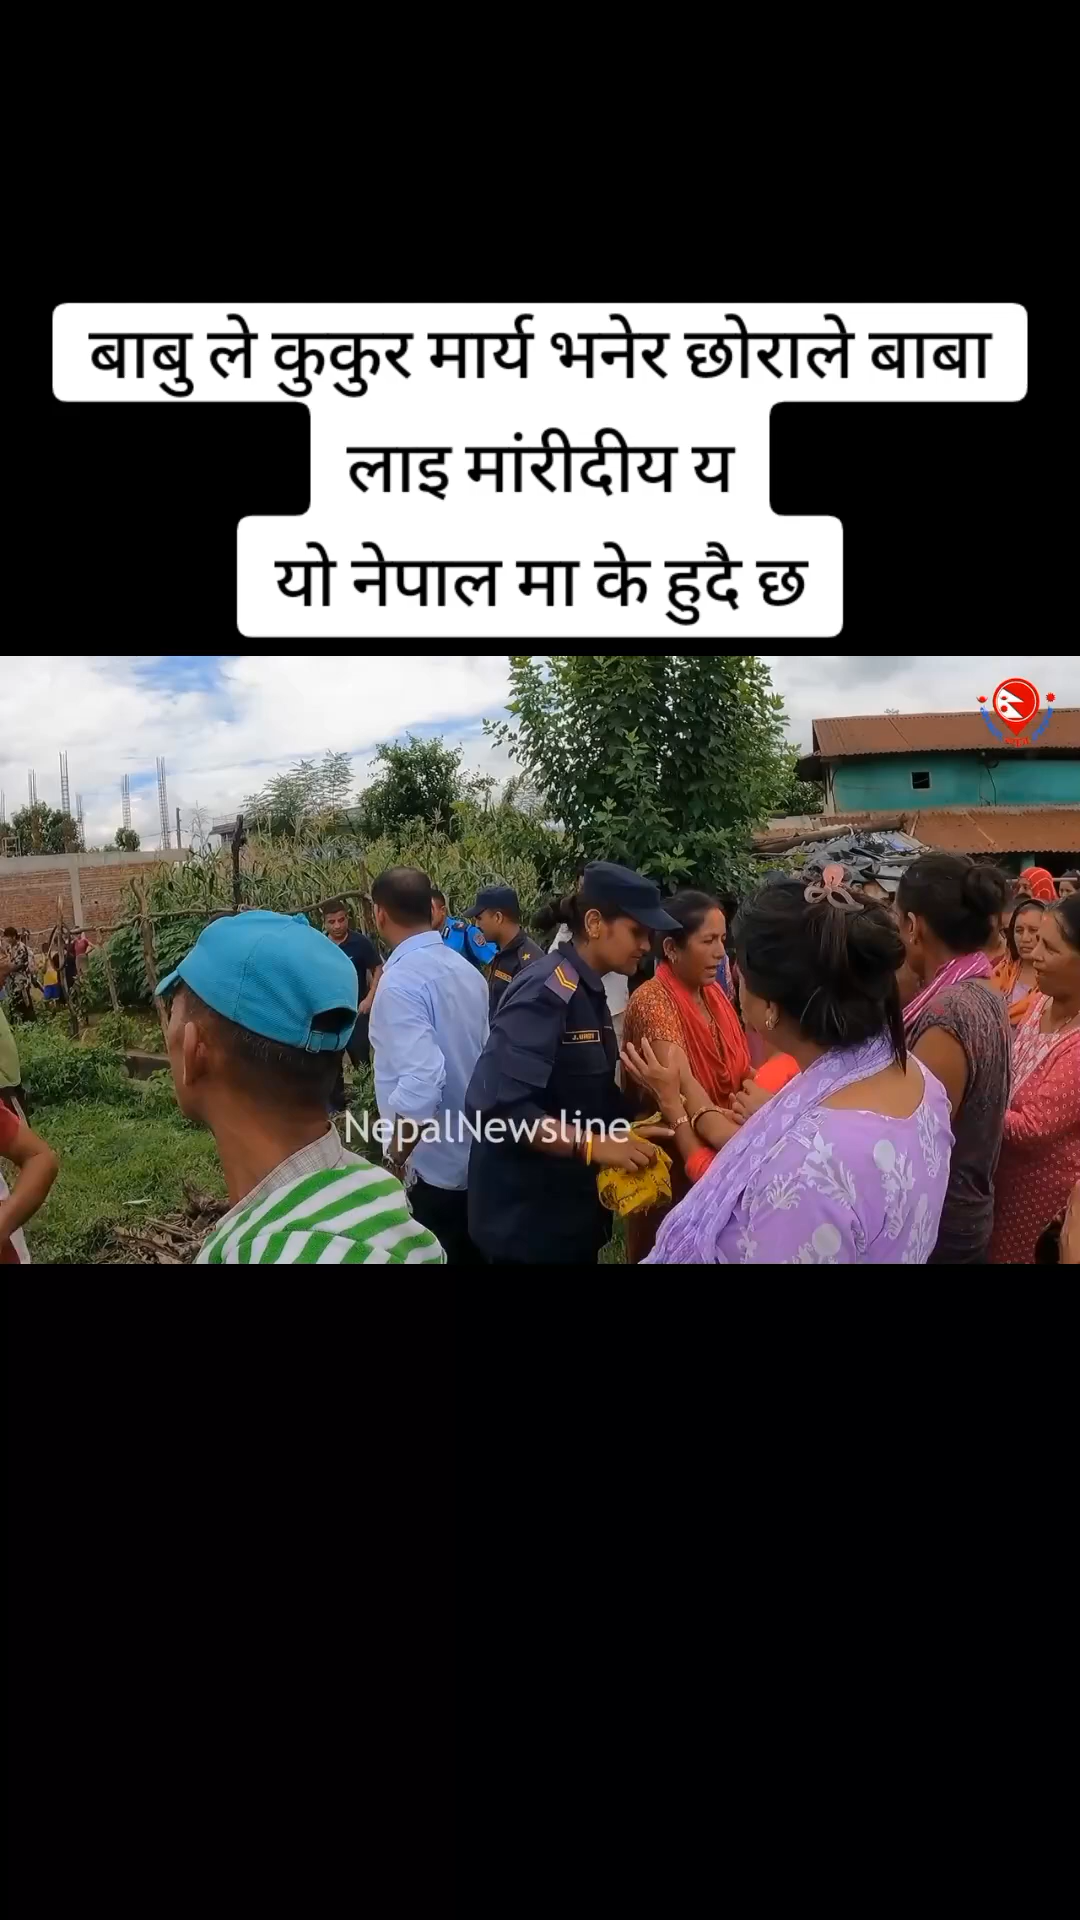 बाबु ले कुकुर मार्य भनेर छोराले बाबा
लाइ मांरीदीय य
यो नेपाल मा के हुदै छ
NepalNewsline